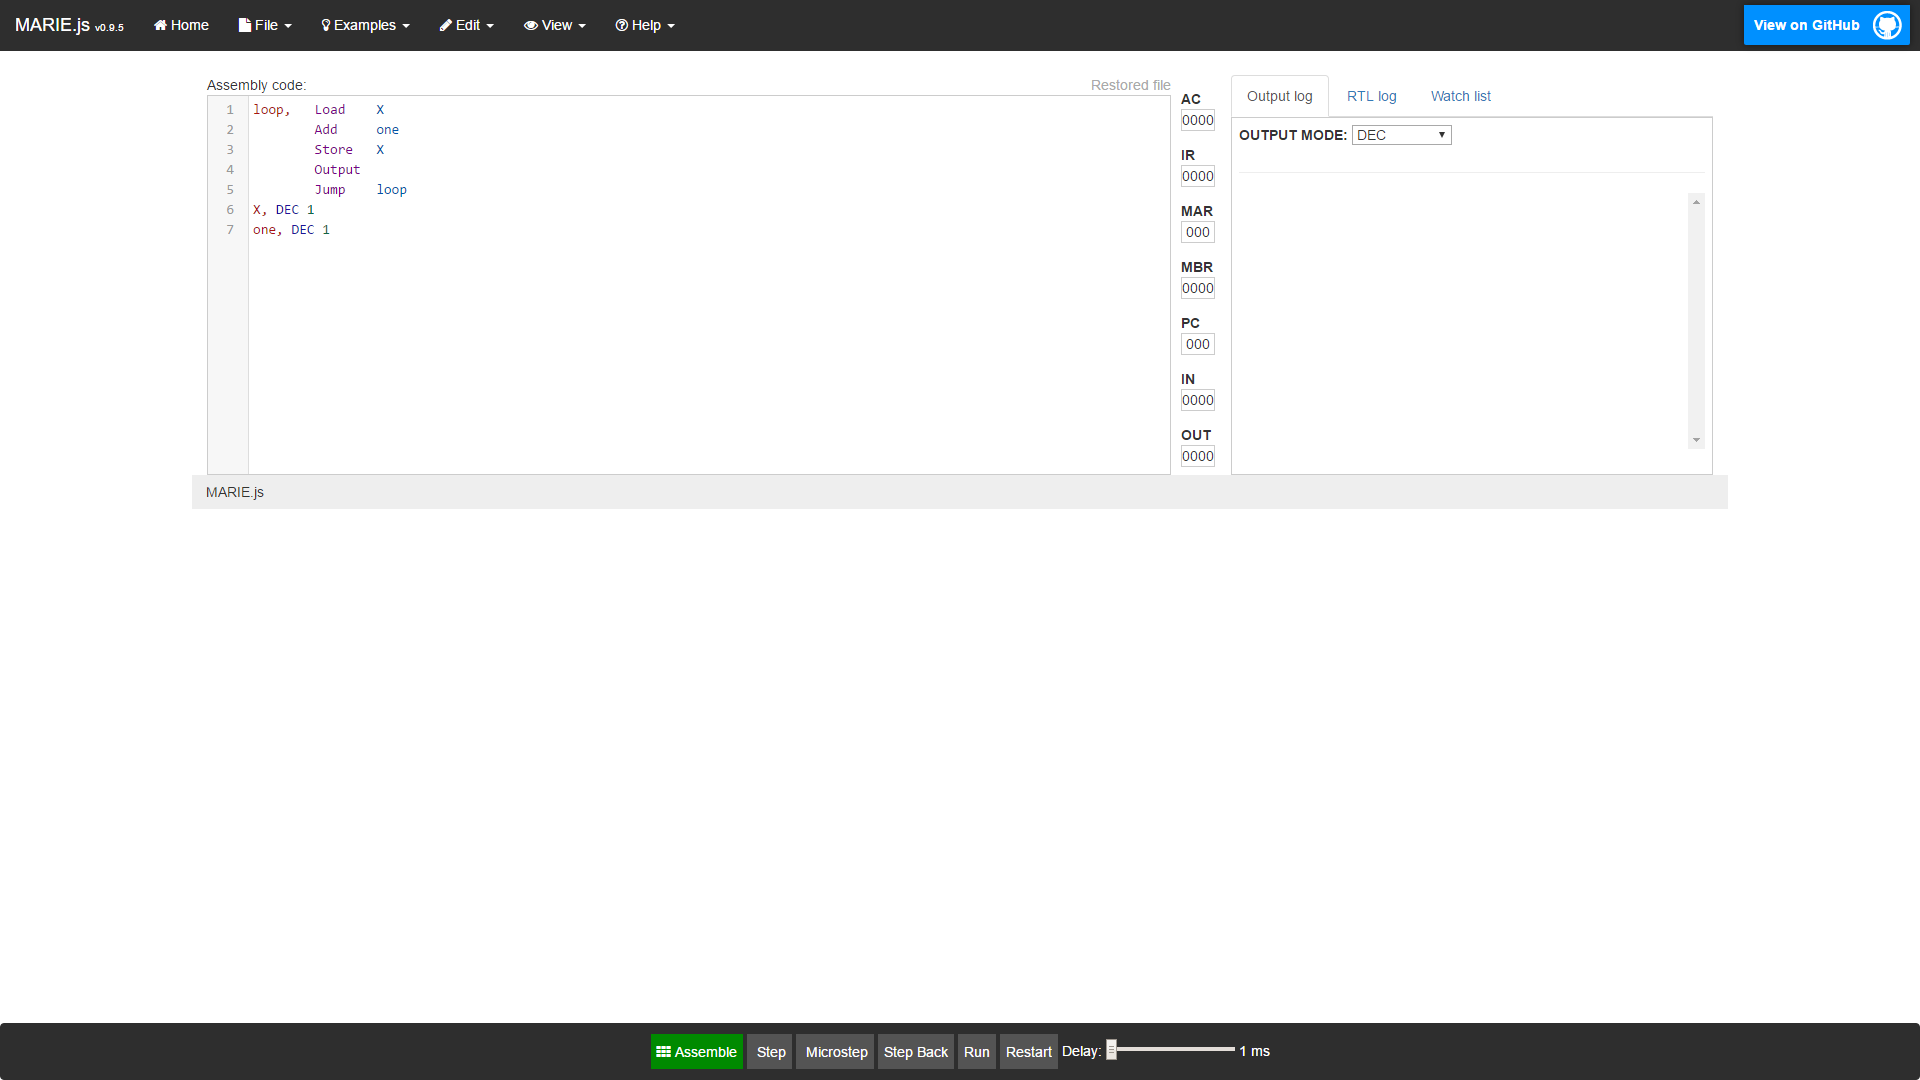 MARIE.js v0.9.5 Home File Examples Edit View Help View on GitHub
Assembly code: Restored file
1 loop, Load X
2 Add one
3 Store X
4 Output
5 Jump loop
6 X, DEC 1
7 one, DEC 1
AC
0000
IR
0000
MAR
000
MBR
0000
PC
000
IN
0000
OUT
0000
Output log RTL log Watch list
OUTPUT MODE: DEC
MARIE.js
Assemble Step Microstep Step Back Run Restart Delay: 1 ms